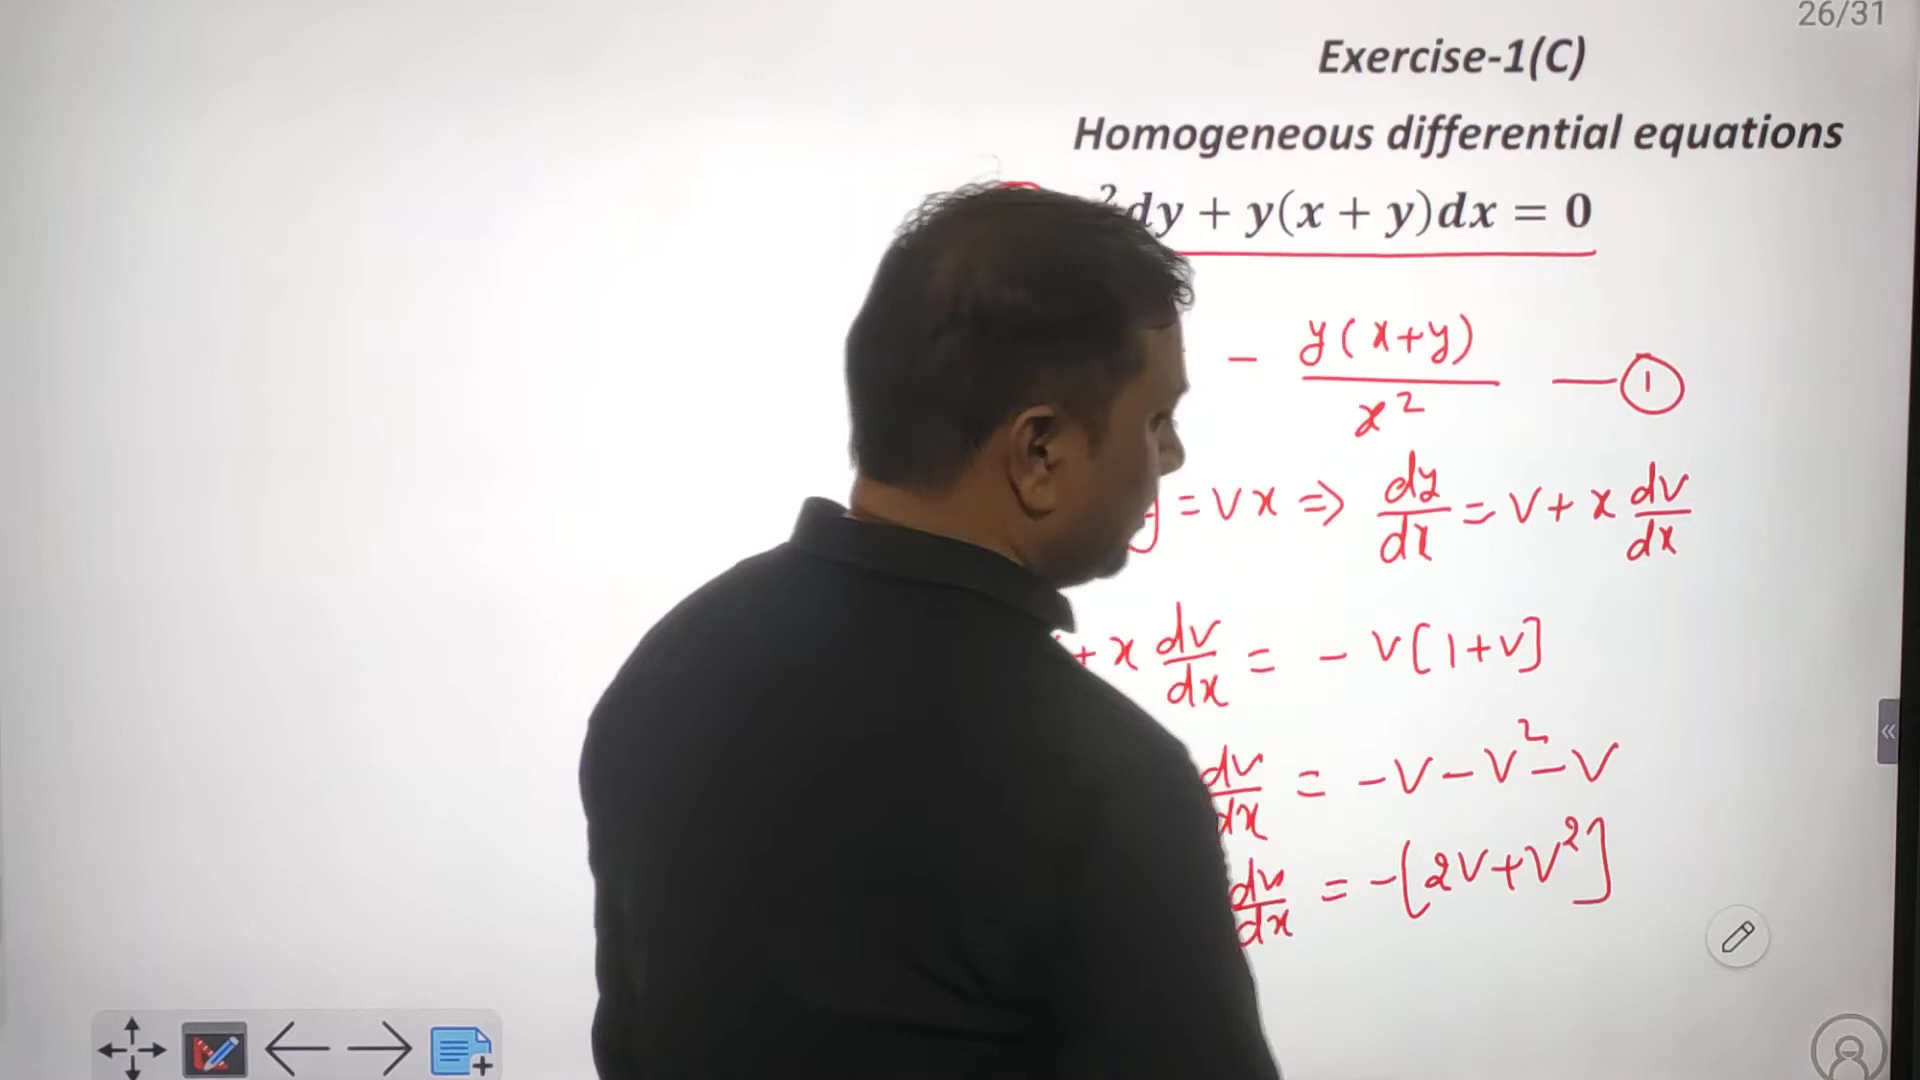 26/31
Exercise-1(C)
Homogeneous differential equations
²dy + y(x + y)dx = 0
- y(x+y)/x² —①
y = vx ⇒ dy/dx = v + x dv/dx
+ x dv/dx = - v[1+v]
dv/dx = -v - v² - v
dv/dx = -[2v+v²]